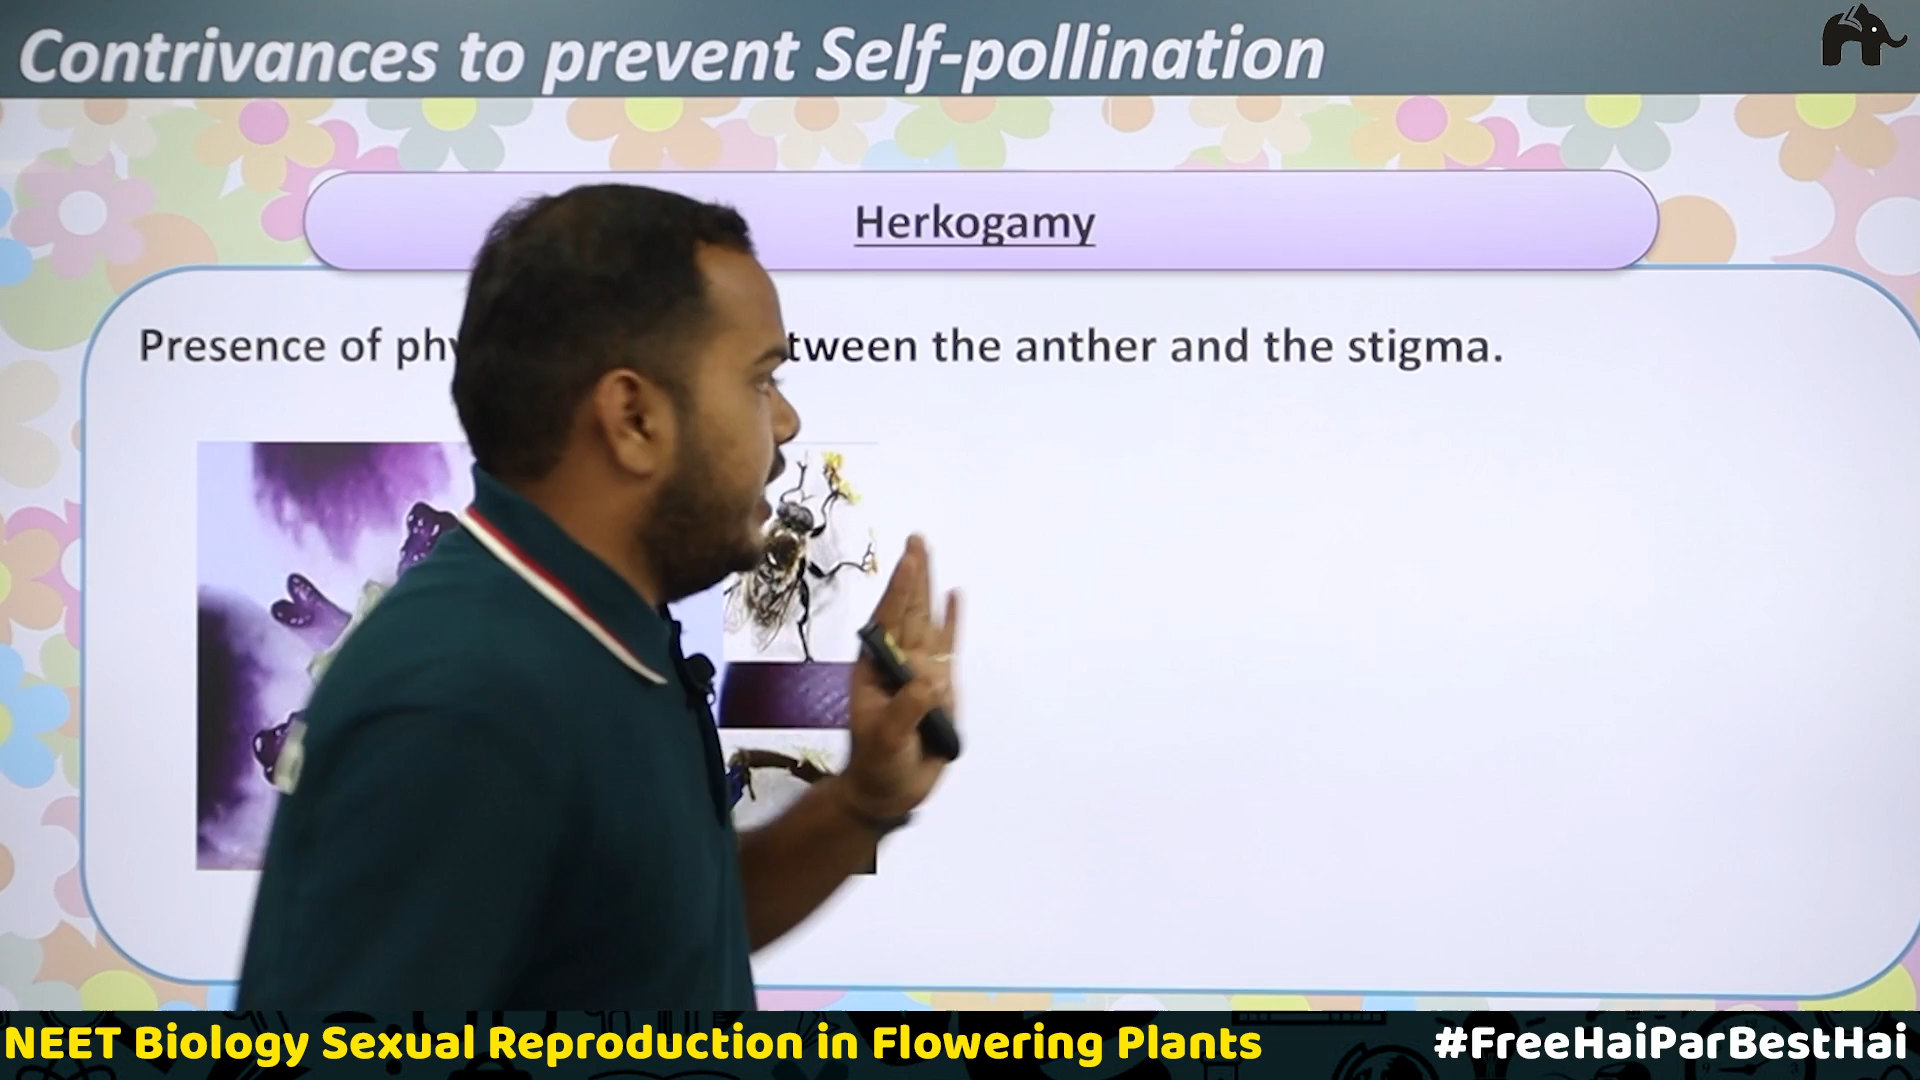 Contrivances to prevent Self-pollination
Herkogamy
Presence of tween the anther and the stigma.
NEET Biology Sexual Reproduction in Flowering Plants
#FreeHaiParBestHai